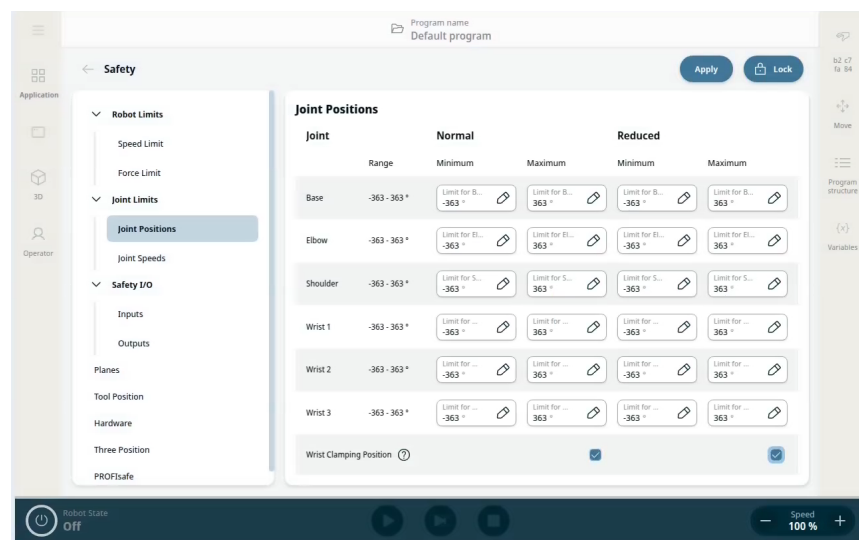 Program name
Default program
b2 c7
fa 84
Application
Move
3D
Program structure
Operator
{x}
Variables
Safety
Apply
Lock
Robot Limits
Speed Limit
Force Limit
Joint Limits
Joint Positions
Joint Speeds
Safety I/O
Inputs
Outputs
Planes
Tool Position
Hardware
Three Position
PROFIsafe
Joint Positions
Joint Normal Reduced
Range Minimum Maximum Minimum Maximum
Limit for B... Limit for B... Limit for B... Limit for B...
Base -363 - 363 ° -363 ° 363 ° -363 ° 363 °
Limit for El... Limit for El... Limit for El... Limit for El...
Elbow -363 - 363 ° -363 ° 363 ° -363 ° 363 °
Limit for S... Limit for S... Limit for S... Limit for S...
Shoulder -363 - 363 ° -363 ° 363 ° -363 ° 363 °
Limit for ... Limit for ... Limit for ... Limit for ...
Wrist 1 -363 - 363 ° -363 ° 363 ° -363 ° 363 °
Limit for ... Limit for ... Limit for ... Limit for ...
Wrist 2 -363 - 363 ° -363 ° 363 ° -363 ° 363 °
Limit for ... Limit for ... Limit for ... Limit for ...
Wrist 3 -363 - 363 ° -363 ° 363 ° -363 ° 363 °
Wrist Clamping Position ?
Robot State
Off
Speed
100 %